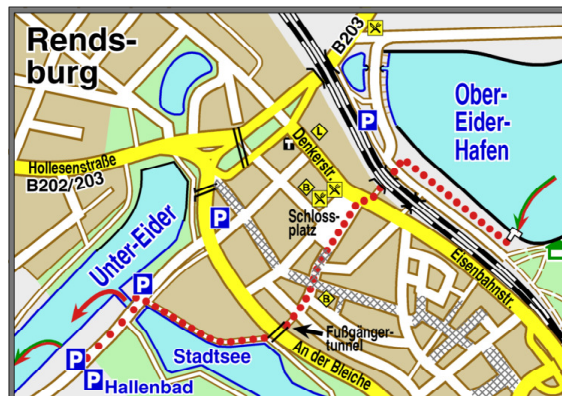 Rends-
burg
B203
P
Ober-
Eider-
Hafen
Hollesenstraße
B202/203
Denkerstr.
Schloss-
platz
P
Unter-Eider
P
Eisenbahnstr.
Fußgänger-
tunnel
Stadtsee
An der Bleiche
P
P Hallenbad